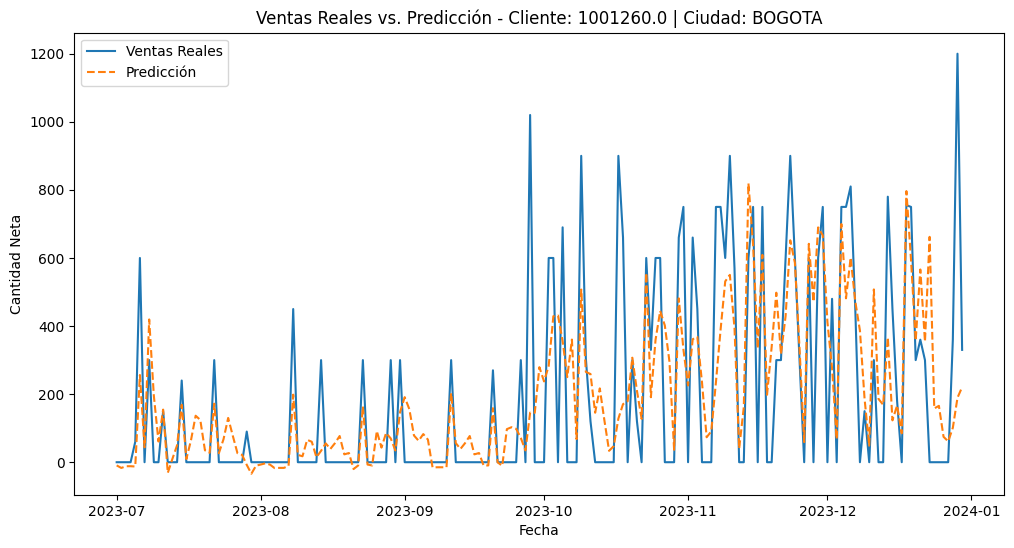 Ventas Reales vs. Predicción - Cliente: 1001260.0 | Ciudad: BOGOTA
Ventas Reales
Predicción
Cantidad Neta
1200
1000
800
600
400
200
0
2023-07
2023-08
2023-09
2023-10
2023-11
2023-12
2024-01
Fecha